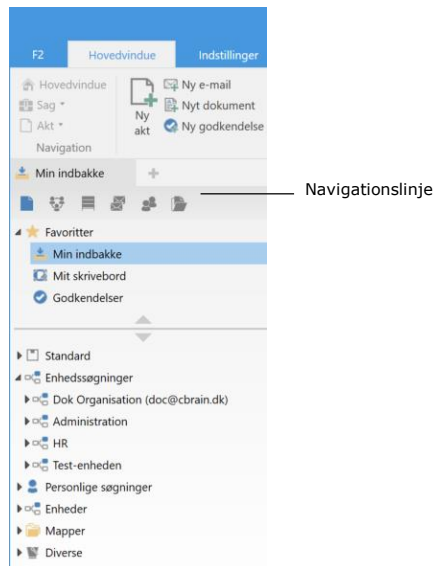 F2 Hovedvindue Indstillinger
Hovedvindue
Sag
Akt
Navigation
Ny akt
Ny e-mail
Nyt dokument
Ny godkendelse
Min indbakke +
Navigationslinje
Favoritter
Min indbakke
Mit skrivebord
Godkendelser
Standard
Enhedssøgninger
Dok Organisation (doc@cbrain.dk)
Administration
HR
Test-enheden
Personlige søgninger
Enheder
Mapper
Diverse